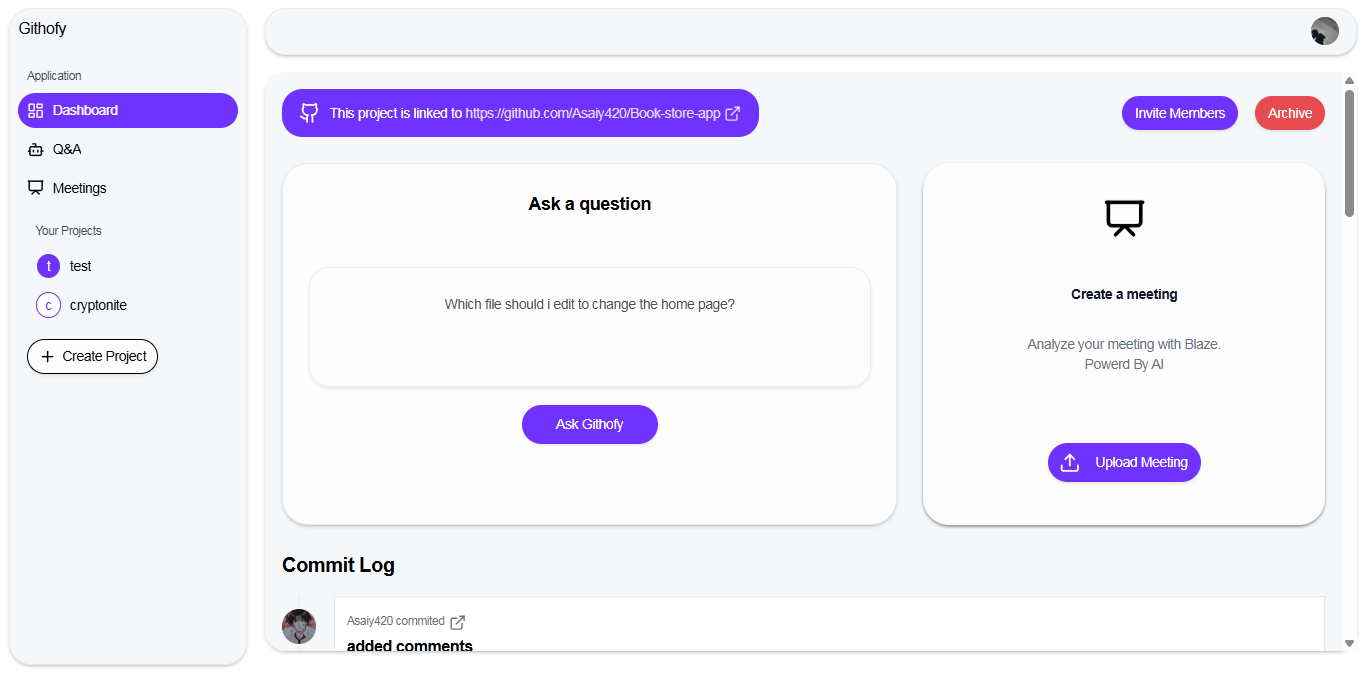 Githofy
Application
Dashboard
Q&A
Meetings
Your Projects
t test
c cryptonite
+ Create Project
This project is linked to https://github.com/Asaiy420/Book-store-app
Invite Members
Archive
Ask a question
Which file should i edit to change the home page?
Ask Githofy
Create a meeting
Analyze your meeting with Blaze.
Powerd By AI
Upload Meeting
Commit Log
Asaiy420 commited
added comments